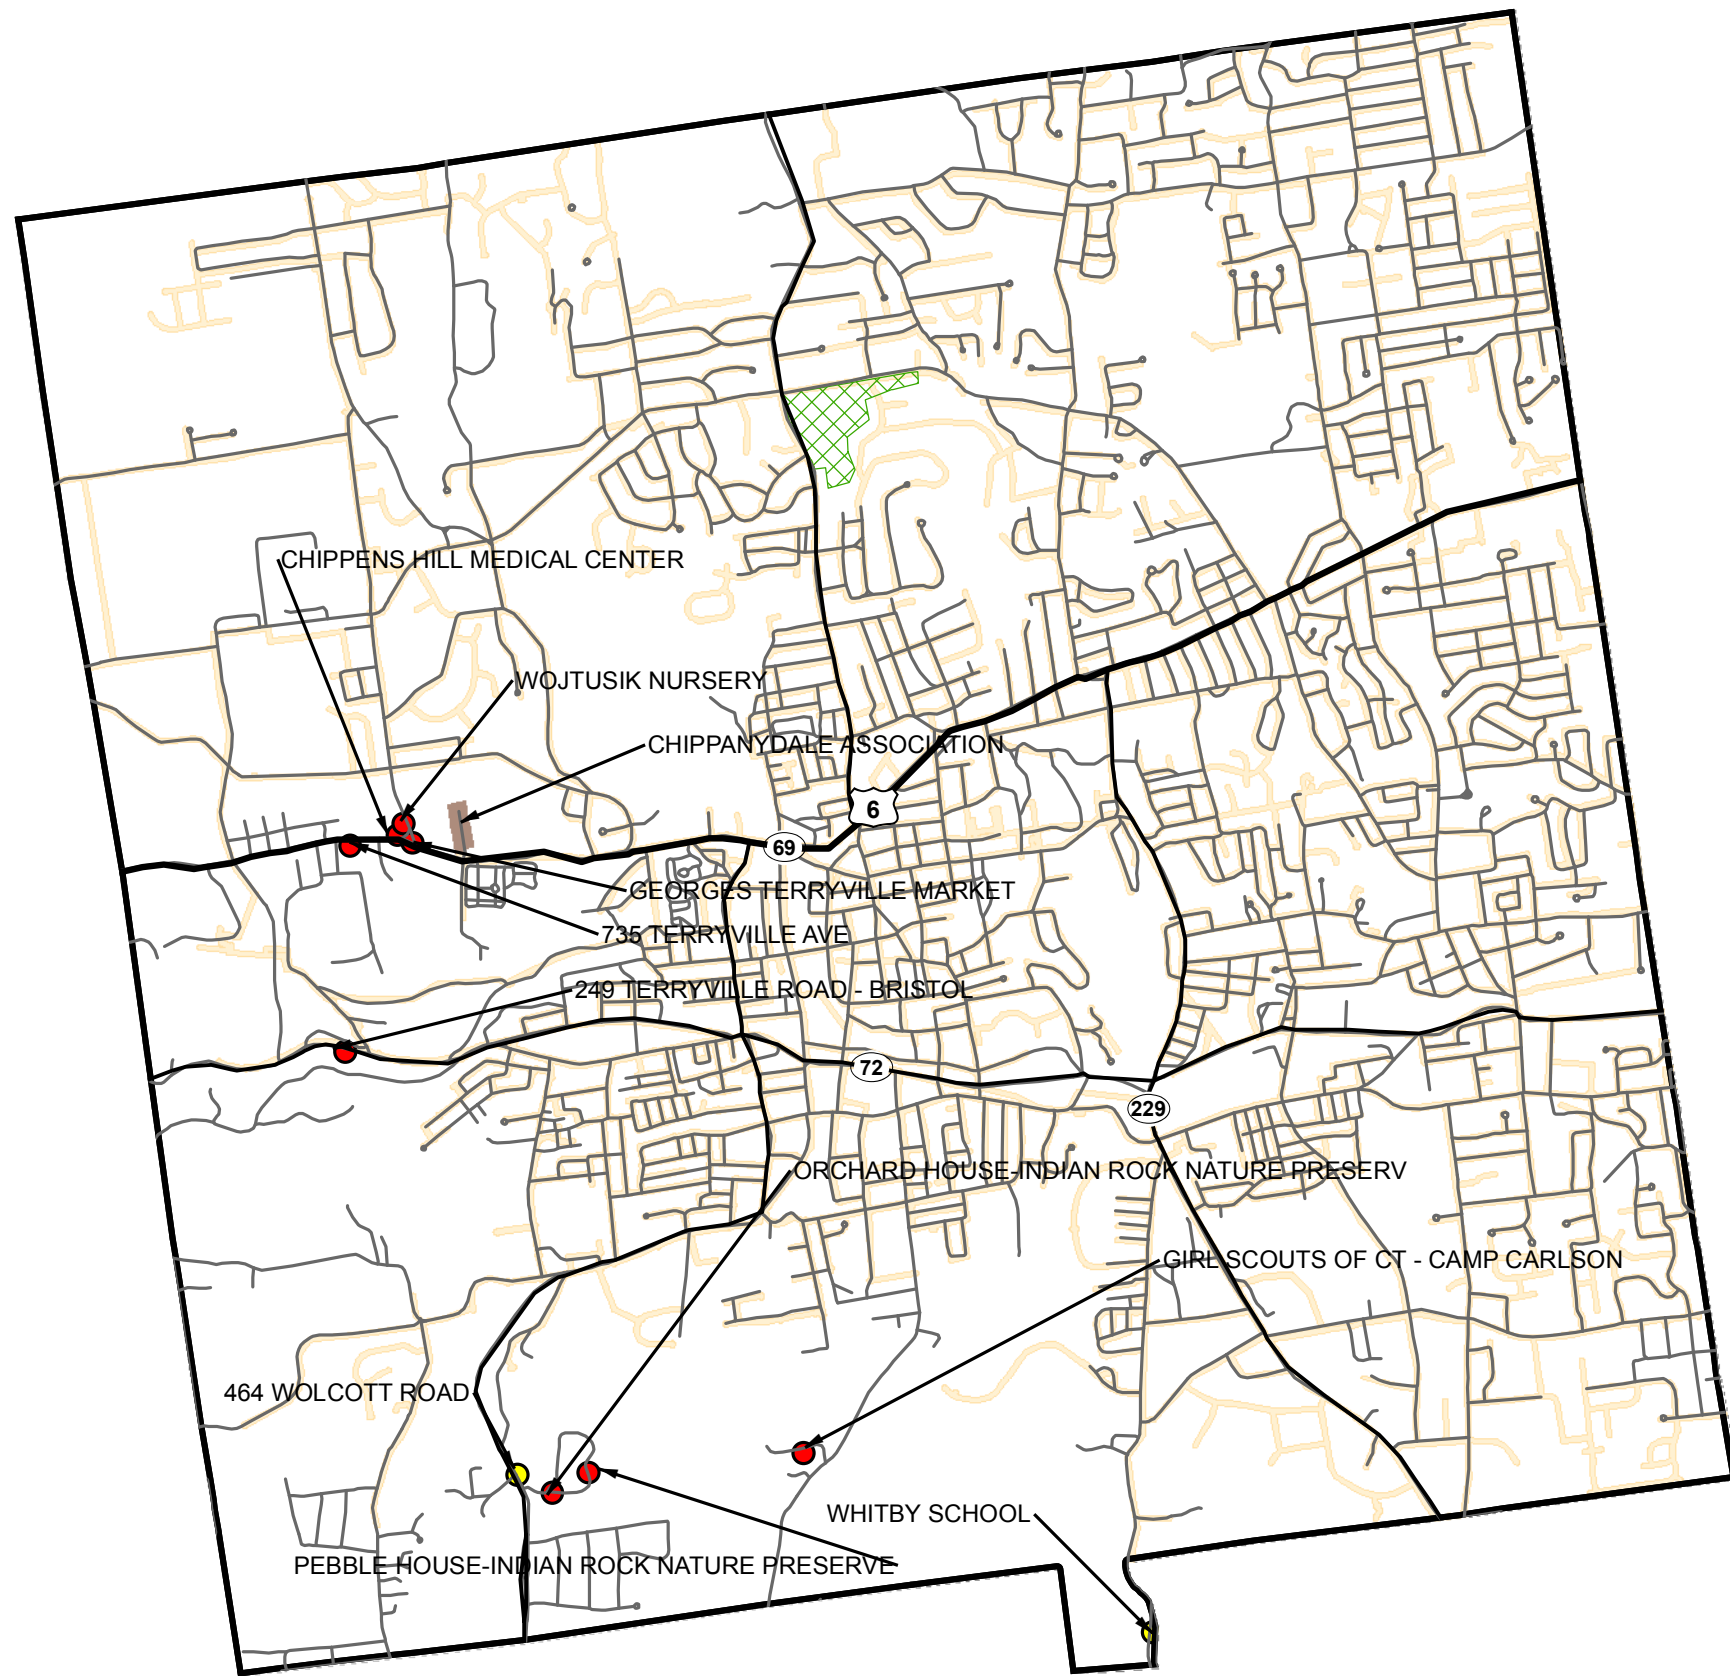 CHIPPENS HILL MEDICAL CENTER
WOJTUSIK NURSERY
CHIPPANYDALE ASSOCIATION
6
69
GEORGES TERRYVILLE MARKET
735 TERRYVILLE AVE
249 TERRYVILLE ROAD - BRISTOL
72
229
ORCHARD HOUSE-INDIAN ROCK NATURE PRESERV
GIRL SCOUTS OF CT - CAMP CARLSON
464 WOLCOTT ROAD
WHITBY SCHOOL
PEBBLE HOUSE-INDIAN ROCK NATURE PRESERVE